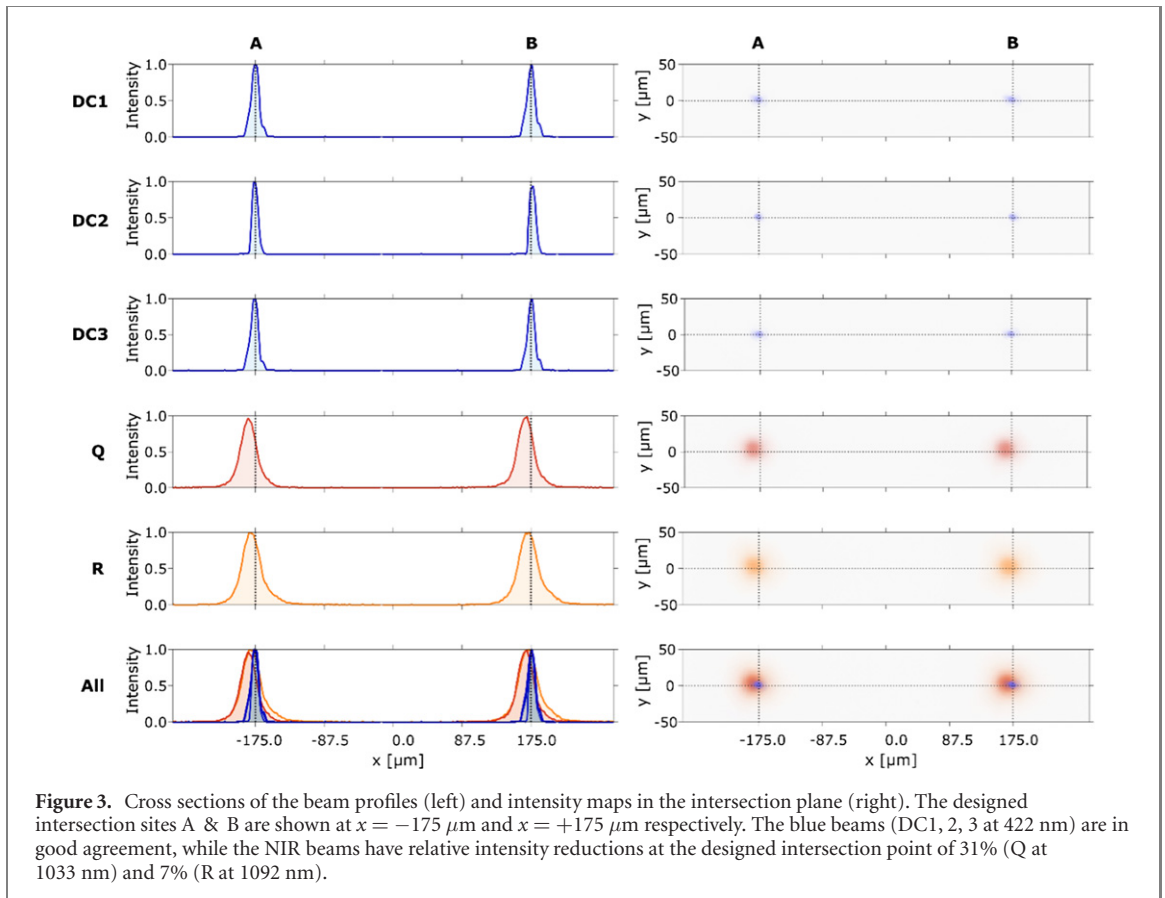 A B A B
DC1 Intensity 1.0 0.5 0.0 y [µm] 50 0 -50
DC2 Intensity 1.0 0.5 0.0 y [µm] 50 0 -50
DC3 Intensity 1.0 0.5 0.0 y [µm] 50 0 -50
Q Intensity 1.0 0.5 0.0 y [µm] 50 0 -50
R Intensity 1.0 0.5 0.0 y [µm] 50 0 -50
All Intensity 1.0 0.5 0.0 y [µm] 50 0 -50
-175.0 -87.5 0.0 87.5 175.0 -175.0 -87.5 0.0 87.5 175.0
x [µm] x [µm]
Figure 3. Cross sections of the beam profiles (left) and intensity maps in the intersection plane (right). The designed
intersection sites A & B are shown at x = −175 µm and x = +175 µm respectively. The blue beams (DC1, 2, 3 at 422 nm) are in
good agreement, while the NIR beams have relative intensity reductions at the designed intersection point of 31% (Q at
1033 nm) and 7% (R at 1092 nm).